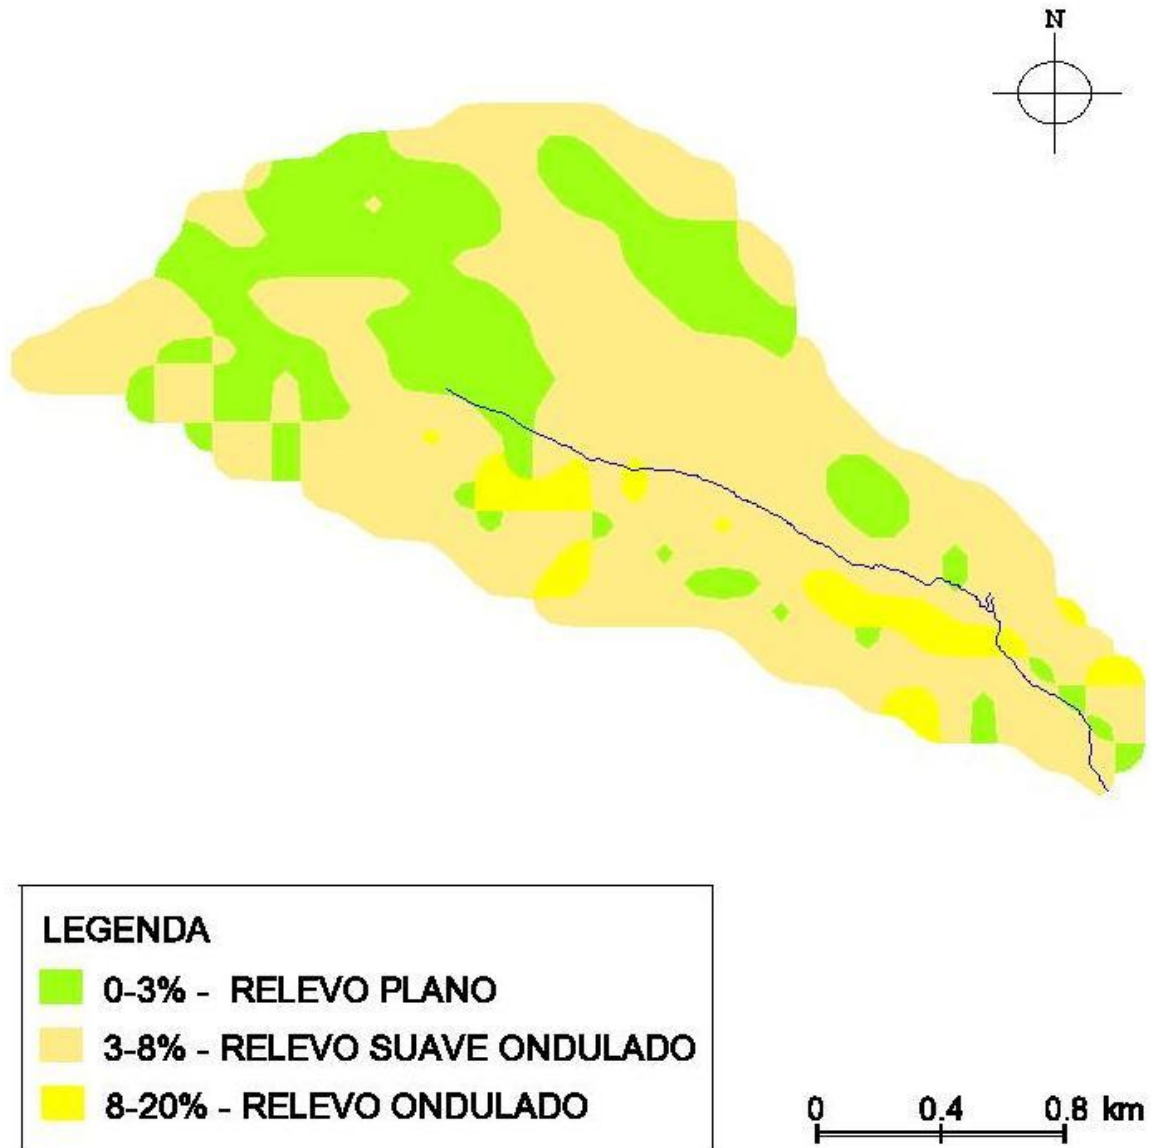 N
LEGENDA
0-3% - RELEVO PLANO
3-8% - RELEVO SUAVE ONDULADO
8-20% - RELEVO ONDULADO
0 0.4 0.8 km